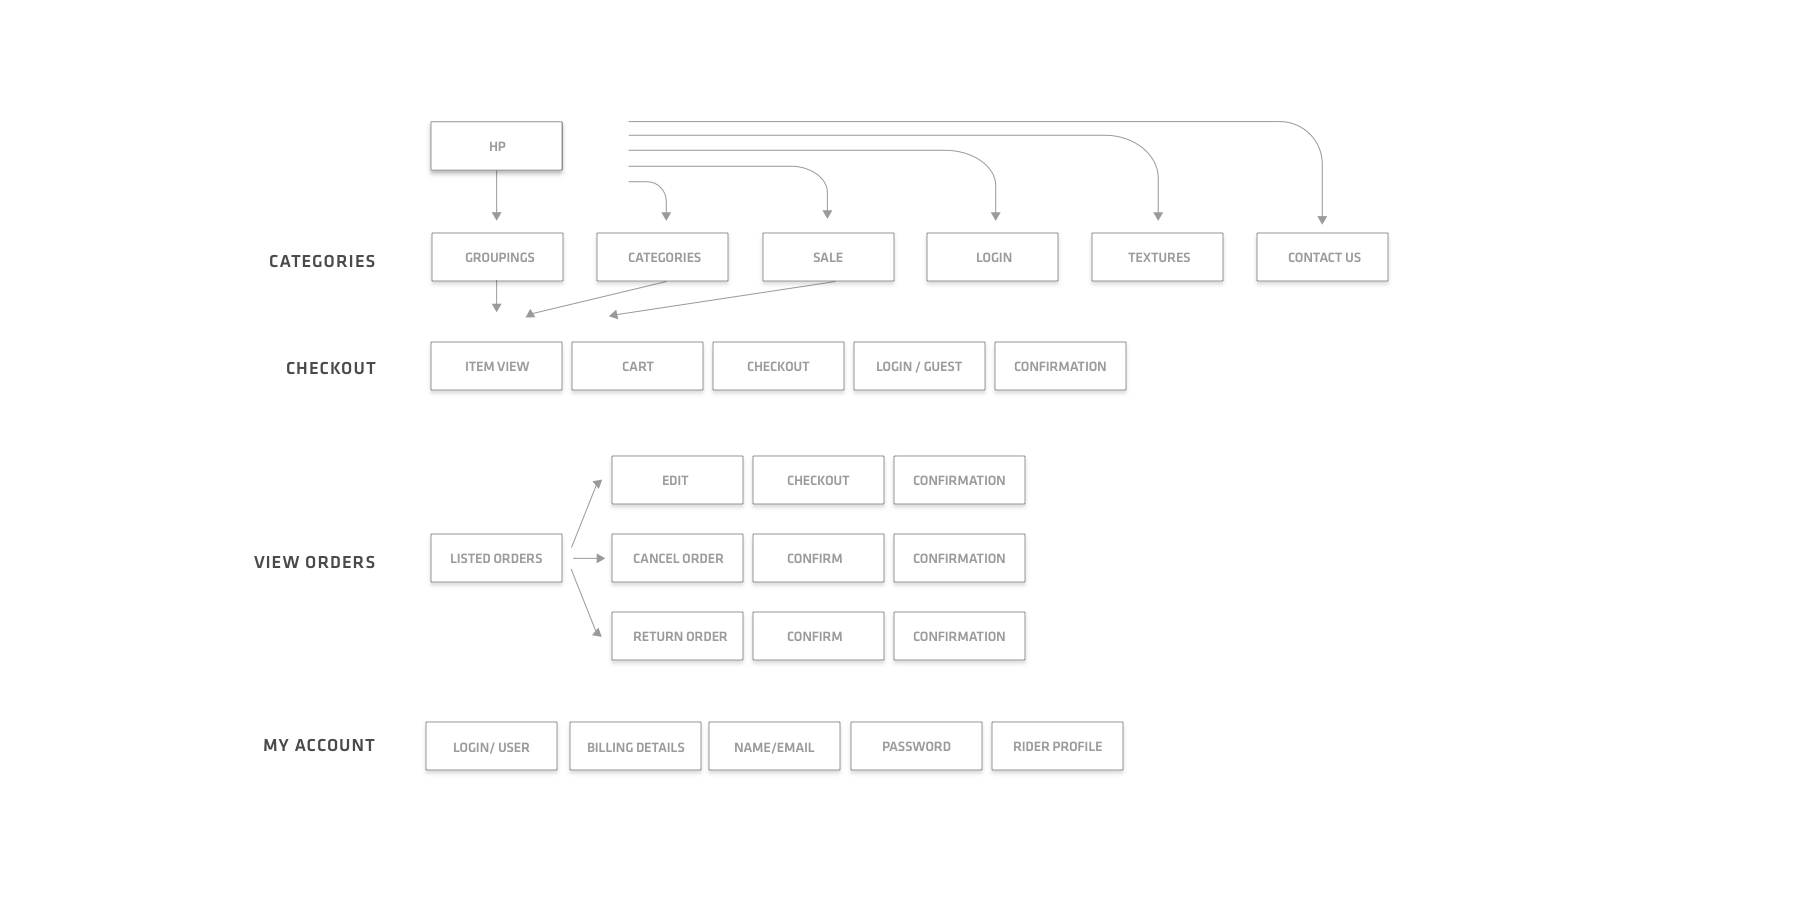 HP
CATEGORIES
GROUPINGS
CATEGORIES
SALE
LOGIN
TEXTURES
CONTACT US
CHECKOUT
ITEM VIEW
CART
CHECKOUT
LOGIN / GUEST
CONFIRMATION
EDIT
CHECKOUT
CONFIRMATION
VIEW ORDERS
LISTED ORDERS
CANCEL ORDER
CONFIRM
CONFIRMATION
RETURN ORDER
CONFIRM
CONFIRMATION
MY ACCOUNT
LOGIN/ USER
BILLING DETAILS
NAME/EMAIL
PASSWORD
RIDER PROFILE